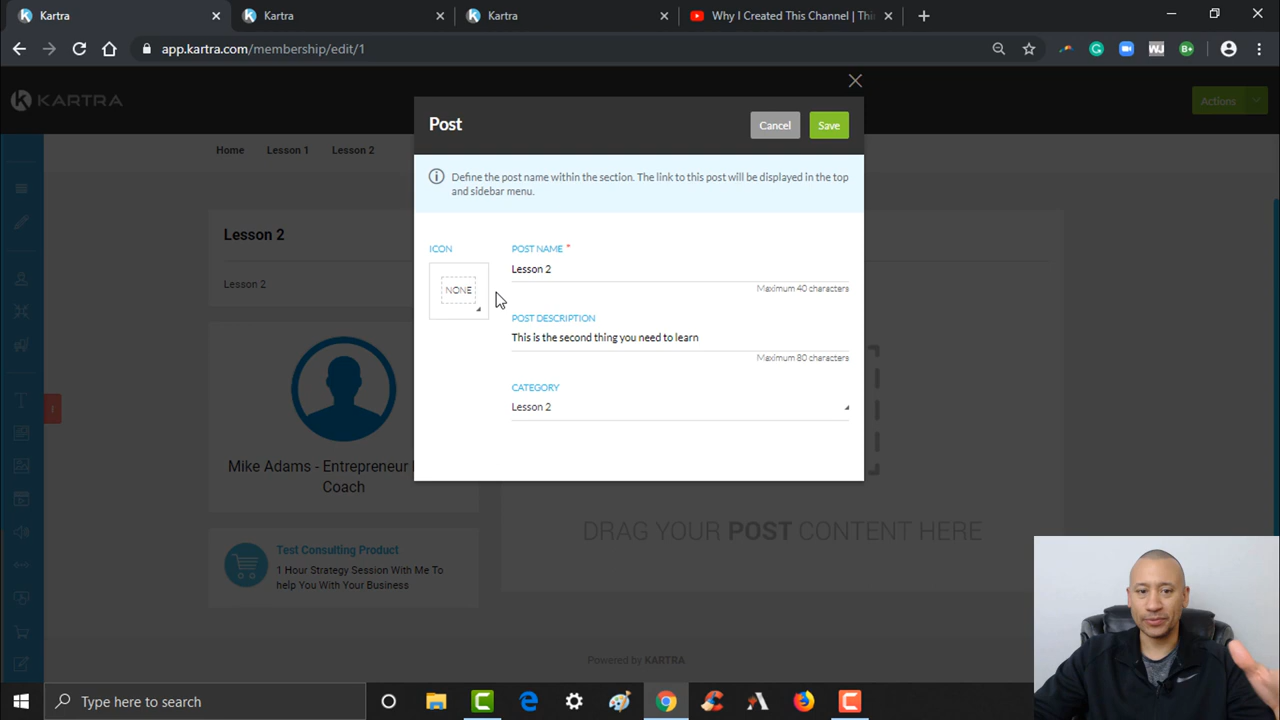 Kartra
Kartra
Kartra
Why I Created This Channel | Thi
app.kartra.com/membership/edit/1
KARTRA
Actions
Post
Cancel
Save
Home
Lesson 1
Lesson 2
Define the post name within the section. The link to this post will be displayed in the top
and sidebar menu.
Lesson 2
Lesson 2
ICON
NONE
POST NAME *
Lesson 2
Maximum 40 characters
POST DESCRIPTION
This is the second thing you need to learn
Maximum 80 characters
CATEGORY
Lesson 2
Mike Adams - Entrepreneur
Coach
DRAG YOUR POST CONTENT HERE
Test Consulting Product
1 Hour Strategy Session With Me To
help You With Your Business
Powered by KARTRA
Type here to search